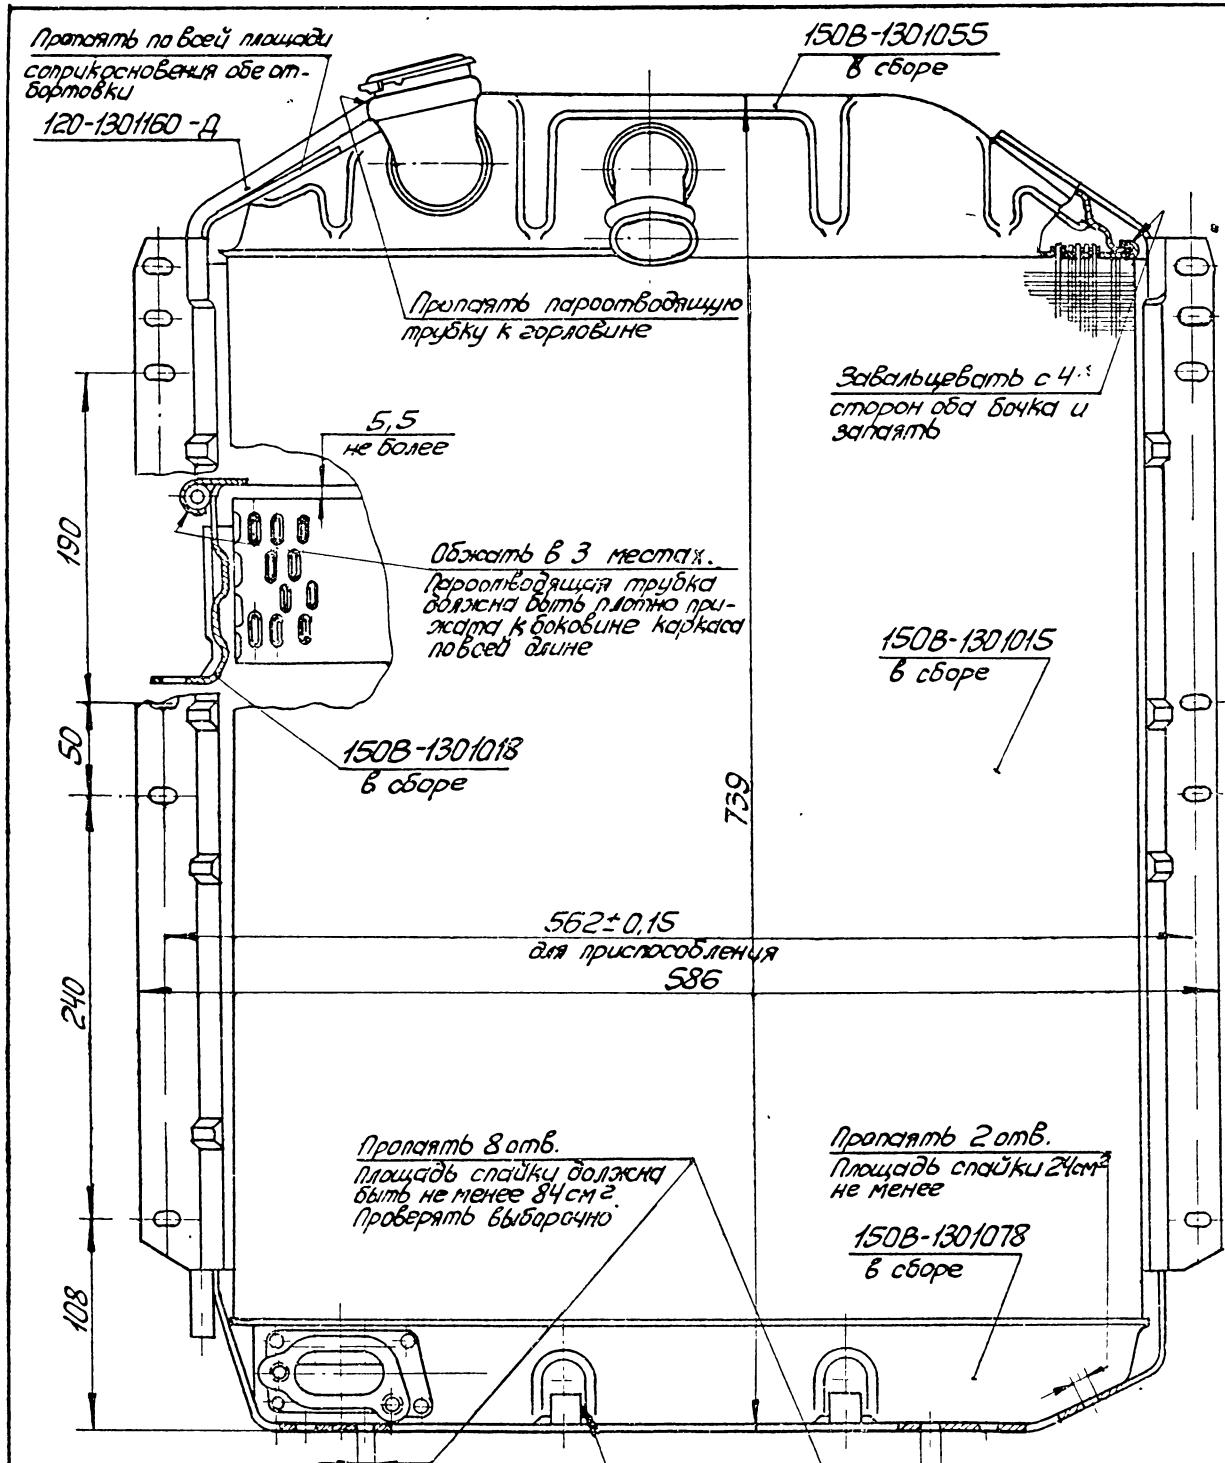 Пропаять по всей площади
соприкосновения обе от-
бортовки
120-1301160-Д
150В-1301055
в сборе
Припаять пароотводящую
трубку к горловине
Завальцевать с 4-х
сторон оба бочка и
запаять
5,5
не более
190
Обжать в 3 местах.
Пароотводящая трубка
должна быть плотно при-
жата к боковине каркаса
по всей длине
150В-1301015
в сборе
50
150В-1301018
в сборе
739
562±0,15
для приспособления
586
240
Пропаять 8 отв.
Площадь спайки должна
быть не менее 84 см2.
Проверять выборочно
Пропаять 2 отв.
Площадь спайки 24см2
не менее
150В-1301078
в сборе
108